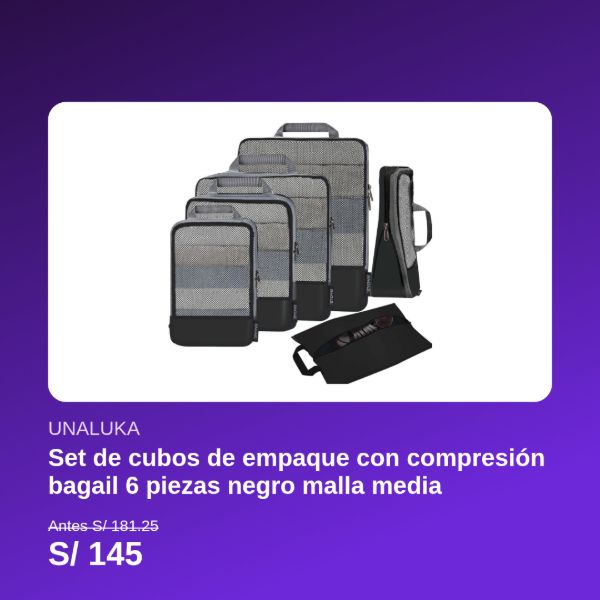 UNALUKA
Set de cubos de empaque con compresión
bagail 6 piezas negro malla media
Antes S/ 181.25
S/ 145